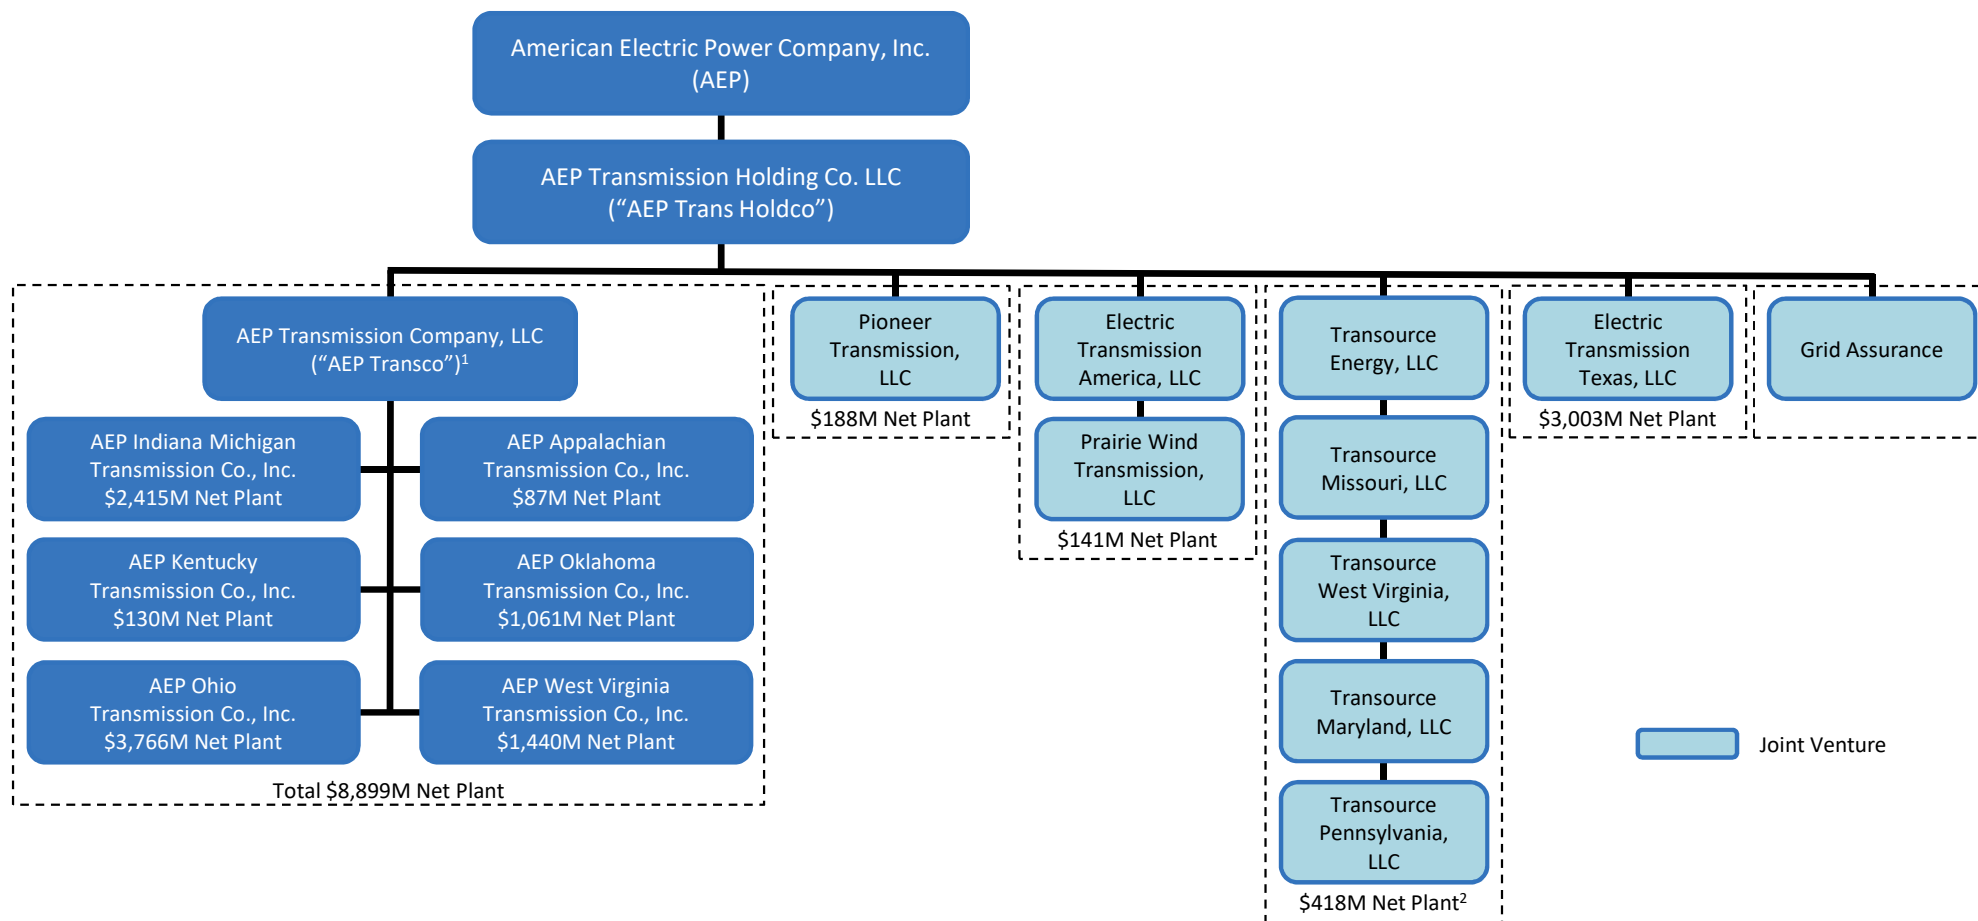 American Electric Power Company, Inc.
(AEP)
AEP Transmission Holding Co. LLC
(“AEP Trans Holdco”)
AEP Transmission Company, LLC
(“AEP Transco”)1
AEP Indiana Michigan
Transmission Co., Inc.
$2,415M Net Plant
AEP Appalachian
Transmission Co., Inc.
$87M Net Plant
AEP Kentucky
Transmission Co., Inc.
$130M Net Plant
AEP Oklahoma
Transmission Co., Inc.
$1,061M Net Plant
AEP Ohio
Transmission Co., Inc.
$3,766M Net Plant
AEP West Virginia
Transmission Co., Inc.
$1,440M Net Plant
Total $8,899M Net Plant
Pioneer
Transmission,
LLC
$188M Net Plant
Electric
Transmission
America, LLC
Prairie Wind
Transmission,
LLC
$141M Net Plant
Transource
Energy, LLC
Transource
Missouri, LLC
Transource
West Virginia,
LLC
Transource
Maryland, LLC
Transource
Pennsylvania,
LLC
$418M Net Plant2
Electric
Transmission
Texas, LLC
$3,003M Net Plant
Grid Assurance
Joint Venture